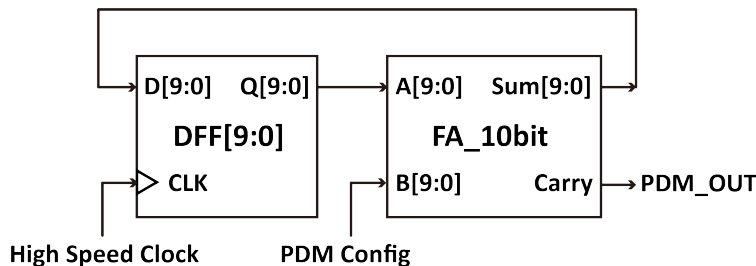 D[9:0] Q[9:0] A[9:0] Sum[9:0]
DFF[9:0] FA_10bit
CLK B[9:0] Carry PDM_OUT
High Speed Clock PDM Config